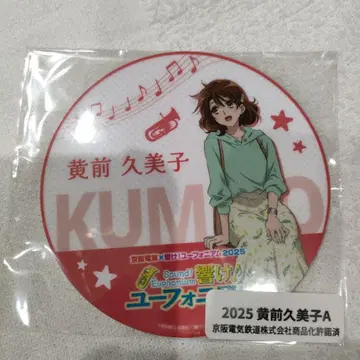 黄前 久美子
KUM O
京阪電車×響け!ユーフォニアム2025
Sound!
Euphonium
響け!
ユーフォニア
2025 黄前久美子A
京阪電気鉄道株式会社商品化許諾済